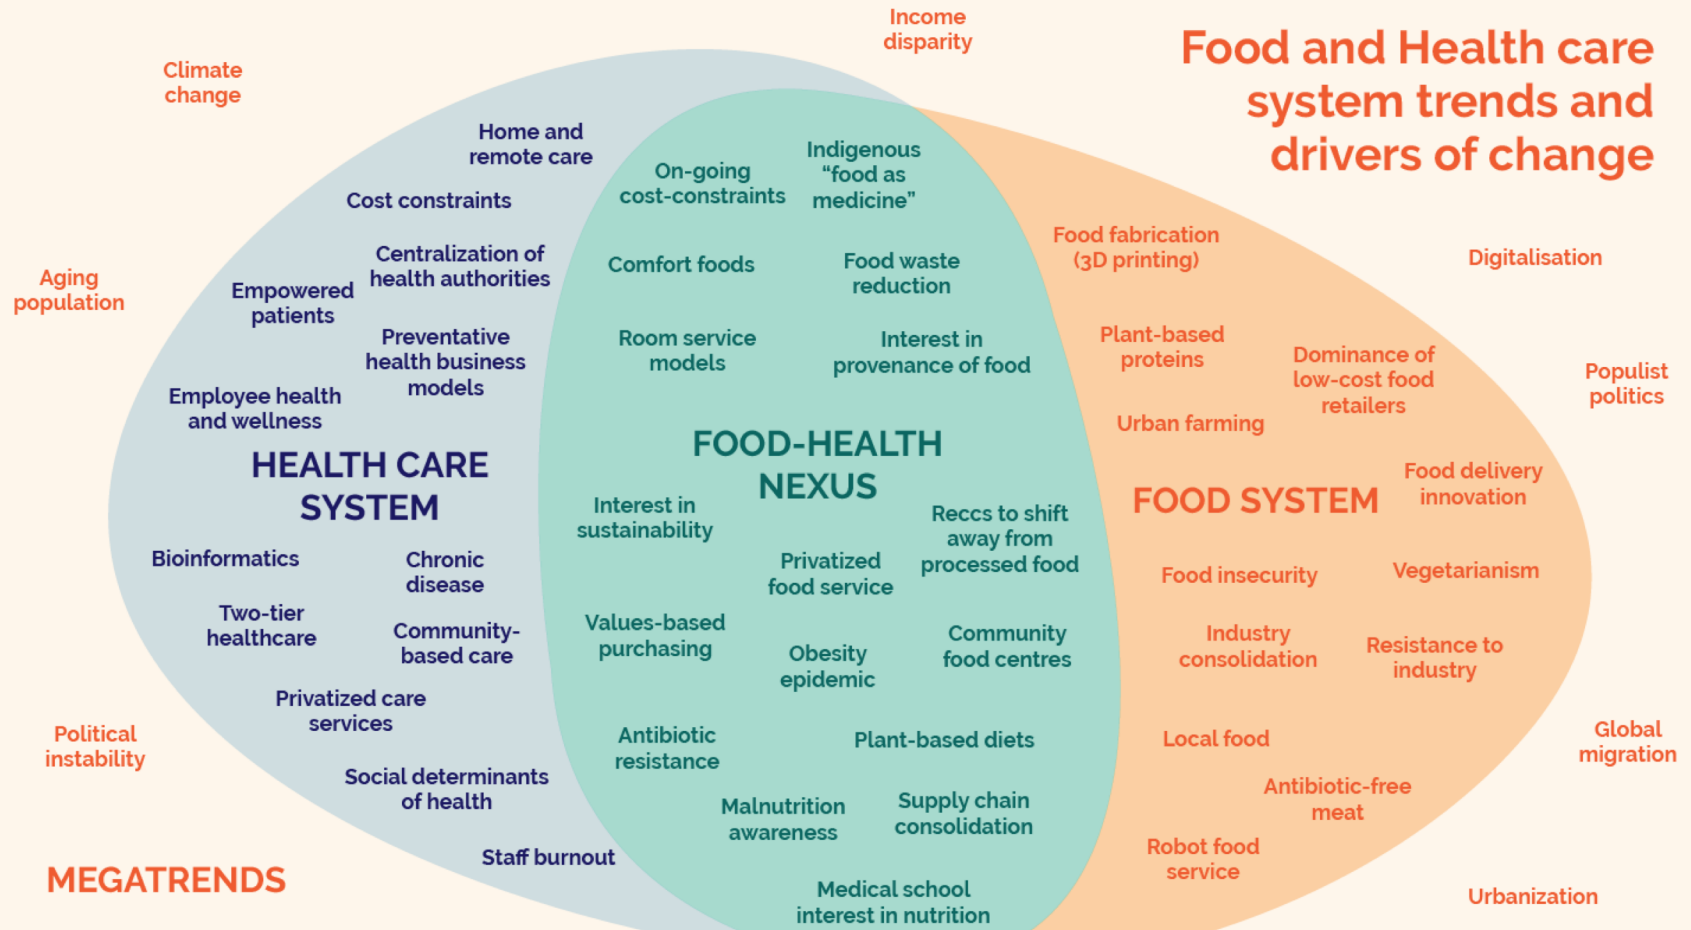 Food and Health care
system trends and
drivers of change
Income
disparity
Climate
change
Aging
population
Political
instability
MEGATRENDS
Digitalisation
Populist
politics
Global
migration
Urbanization
Home and
remote care
Cost constraints
Centralization of
health authorities
Empowered
patients
Preventative
health business
models
Employee health
and wellness
HEALTH CARE
SYSTEM
Bioinformatics
Chronic
disease
Two-tier
healthcare
Community-
based care
Privatized care
services
Social determinants
of health
Staff burnout
On-going
cost-constraints
Indigenous
“food as
medicine”
Comfort foods
Food waste
reduction
Room service
models
Interest in
provenance of food
FOOD-HEALTH
NEXUS
Interest in
sustainability
Reccs to shift
away from
processed food
Privatized
food service
Values-based
purchasing
Obesity
epidemic
Community
food centres
Antibiotic
resistance
Plant-based diets
Malnutrition
awareness
Supply chain
consolidation
Medical school
interest in nutrition
Food fabrication
(3D printing)
Plant-based
proteins
Dominance of
low-cost food
retailers
Urban farming
Food delivery
innovation
FOOD SYSTEM
Food insecurity
Vegetarianism
Industry
consolidation
Resistance to
industry
Local food
Antibiotic-free
meat
Robot food
service